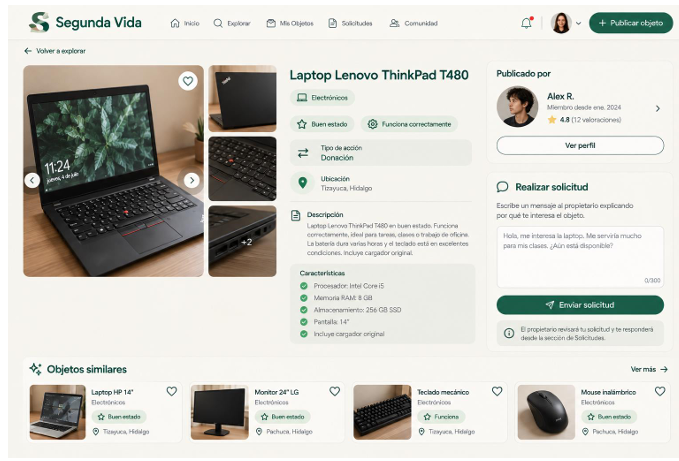 Segunda Vida
Inicio
Explorar
Mis Objetos
Solicitudes
Comunidad
+ Publicar objeto
← Volver a explorar
11:24
jueves, 4 de julio
ThinkPad
+2
Laptop Lenovo ThinkPad T480
Electrónicos
Buen estado
Funciona correctamente
Tipo de acción
Donación
Ubicación
Tizayuca, Hidalgo
Descripción
Laptop Lenovo ThinkPad T480 en buen estado. Funciona
correctamente, ideal para tareas, clases o trabajo de oficina.
La batería dura varias horas y el teclado está en excelentes
condiciones. Incluye cargador original.
Características
Procesador: Intel Core i5
Memoria RAM: 8 GB
Almacenamiento: 256 GB SSD
Pantalla: 14"
Incluye cargador original
Publicado por
Alex R.
Miembro desde ene. 2024
4.8 (12 valoraciones)
Ver perfil
Realizar solicitud
Escribe un mensaje al propietario explicando
por qué te interesa el objeto.
Hola, me interesa la laptop. Me serviría mucho
para mis clases. ¿Aún está disponible?
0/300
Enviar solicitud
El propietario revisará tu solicitud y te responderá
desde la sección de Solicitudes.
Objetos similares
Ver más →
Laptop HP 14"
Electrónicos
Buen estado
Tizayuca, Hidalgo
Monitor 24" LG
Electrónicos
Buen estado
Pachuca, Hidalgo
Teclado mecánico
Electrónicos
Funciona
Tizayuca, Hidalgo
Mouse inalámbrico
Electrónicos
Buen estado
Pachuca, Hidalgo